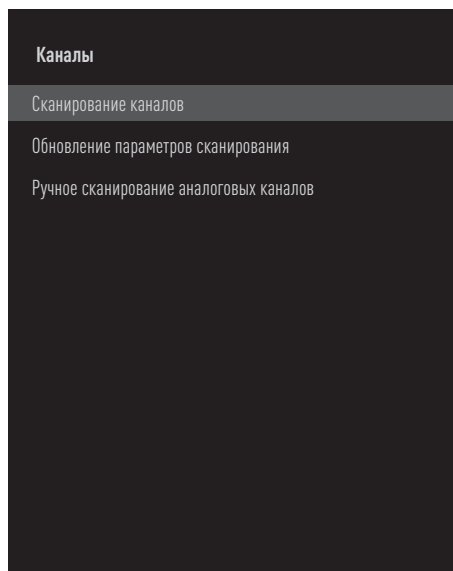 Каналы
Сканирование каналов
Обновление параметров сканирования
Ручное сканирование аналоговых каналов